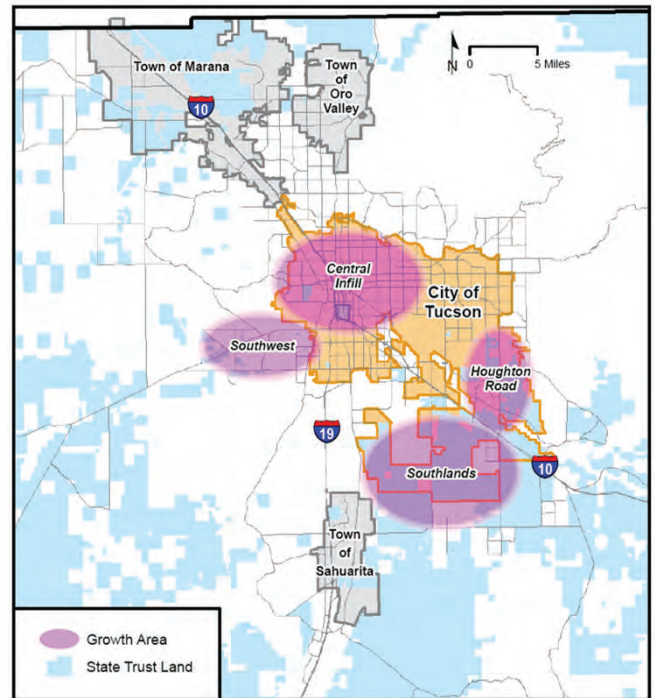 Town of Marana
Town
of
Oro
Valley
N
0
5 Miles
10
Central
Infill
City of
Tucson
Southwest
Houghton
Road
19
Southlands
10
Town
of
Sahuarita
Growth Area
State Trust Land